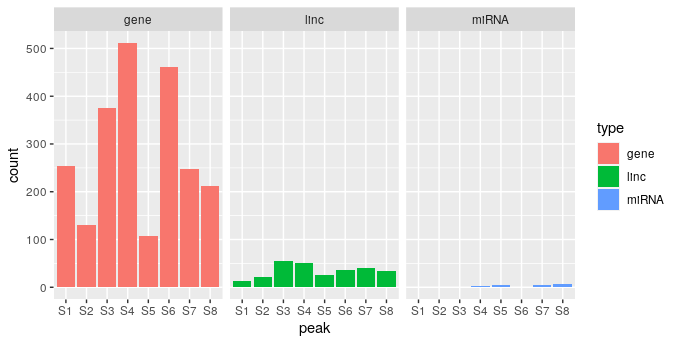 gene linc miRNA
500
400
300
200
100
0
count
S1 S2 S3 S4 S5 S6 S7 S8 S1 S2 S3 S4 S5 S6 S7 S8 S1 S2 S3 S4 S5 S6 S7 S8
peak
type
gene
linc
miRNA